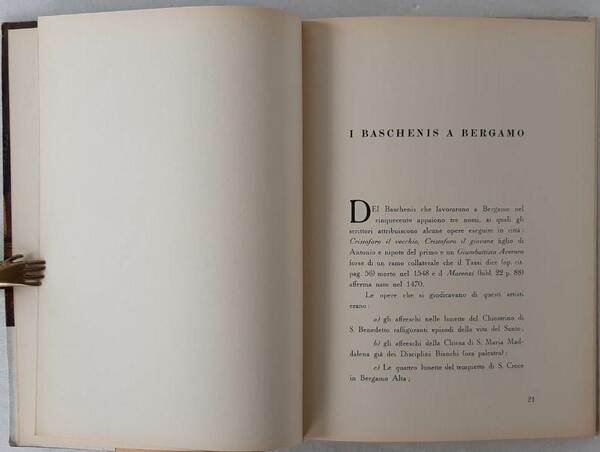 I BASCHENIS A BERGAMO
DEI Baschenis che lavorarono a Bergamo nel
cinquecente appaiono tre nomi, ai quali gli
scrittori attribuiscono alcune opere eseguite in città:
Cristoforo il vecchio, Cristoforo il giovane figlio di
Antonio e nipote del primo e un Giambattista Averara
forse di un ramo collaterale che il Tassi dice (op. cit.
pag. 56) morto nel 1548 e il Marenzi (bibl. 22 p. 88)
afferma nato nel 1470.
Le opere che si giudicavano di questi artisti
erano:
a) gli affreschi nelle lunette del Chiostrino di
S. Benedetto raffiguranti episodi della vita del Santo;
b) gli affreschi della Chiesa di S. Maria Mad-
dalena già dei Disciplini Bianchi (ora palestra);
c) Le quattro lunette del tempietto di S. Croce
in Bergamo Alta;
21